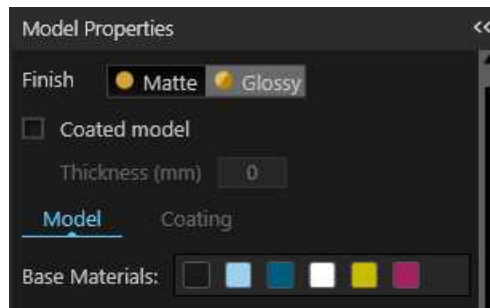 Model Properties <<
Finish Matte Glossy
Coated model
Thickness (mm) 0
Model Coating
Base Materials: